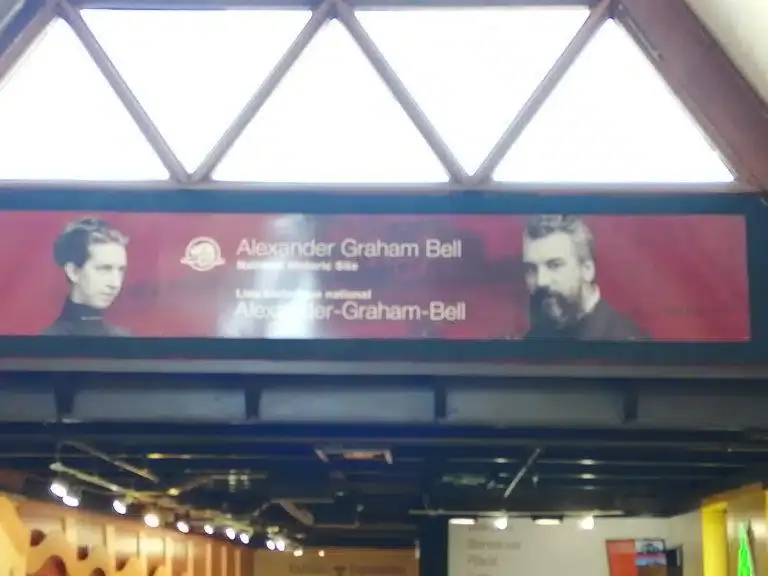 Alexander Graham Bell
National Historic Site
Lieu historique national
Alexander-Graham-Bell